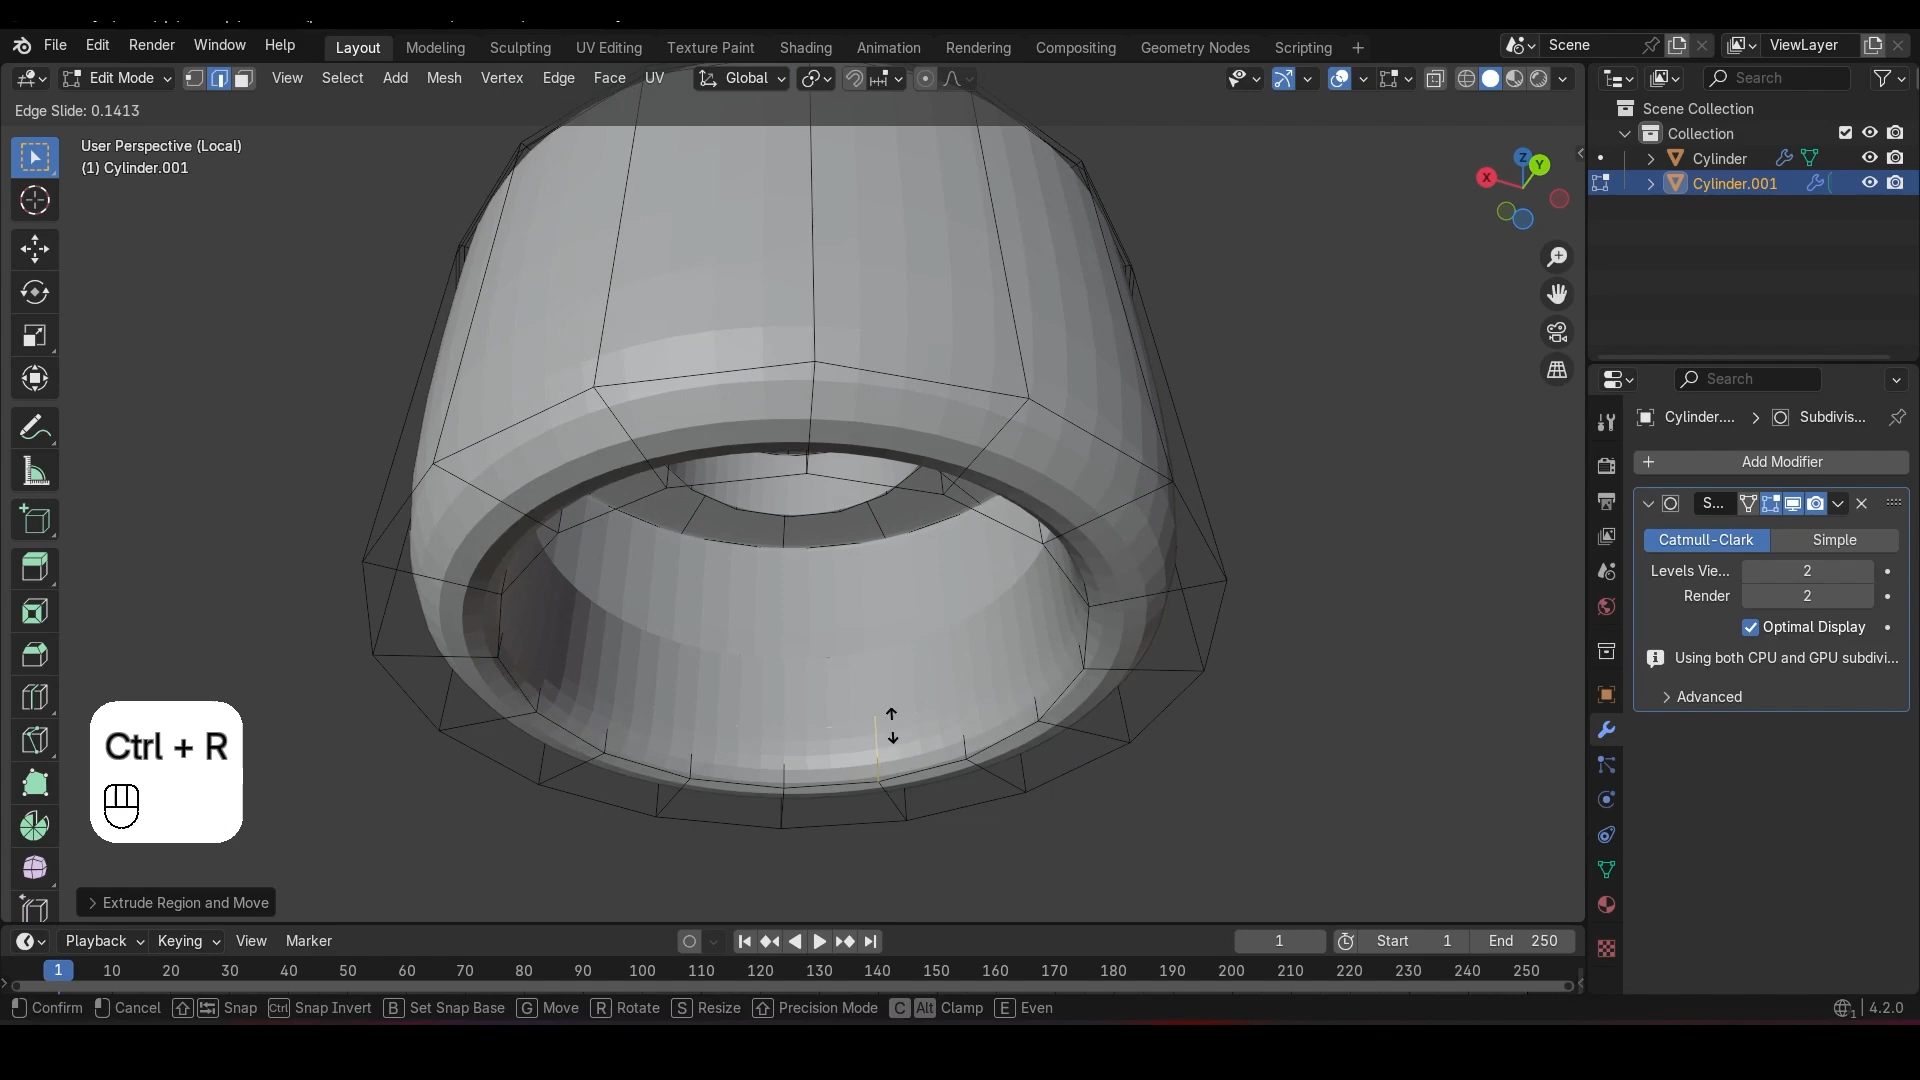 File Edit Render Window Help Layout Modeling Sculpting UV Editing Texture Paint Shading Animation Rendering Compositing Geometry Nodes Scripting + Scene ViewLayer
Edit Mode View Select Add Mesh Vertex Edge Face UV Global Search
Edge Slide: 0.1413
User Perspective (Local)
(1) Cylinder.001
Z
Y
X
Scene Collection
Collection
Cylinder
Cylinder.001
Search
Cylinder.... Subdivis...
Add Modifier
S...
Catmull-Clark Simple
Levels Vie... 2
Render 2
Optimal Display
Using both CPU and GPU subdivi...
Advanced
Ctrl + R
Extrude Region and Move
Playback Keying View Marker 1 Start 1 End 250
1 10 20 30 40 50 60 70 80 90 100 110 120 130 140 150 160 170 180 190 200 210 220 230 240 250
Confirm Cancel Snap Ctrl Snap Invert B Set Snap Base G Move R Rotate S Resize Precision Mode C Alt Clamp E Even 1 4.2.0